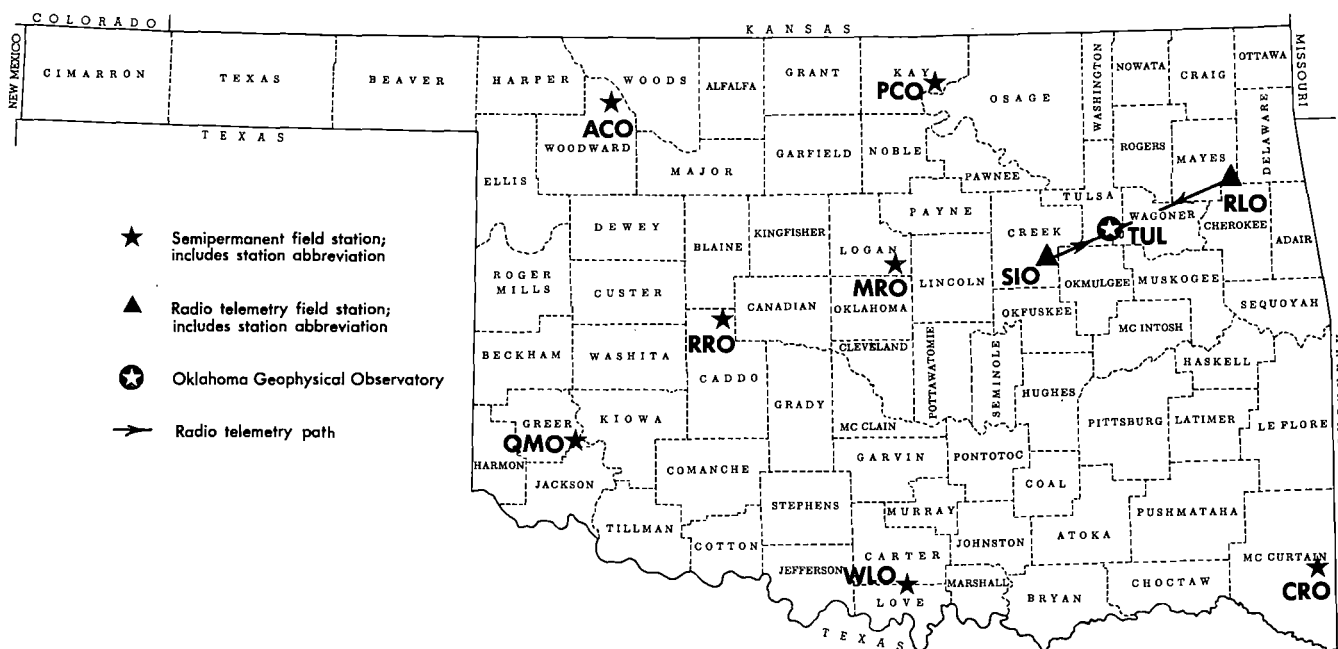 COLORADO
KANSAS
NEW MEXICO
MISSOURI
CIMARRON
TEXAS
BEAVER
HARPER
WOODS
ALFALFA
GRANT
KAY
PCO
OSAGE
WASHINGTON
NOWATA
CRAIG
OTTAWA
TEXAS
ACO
WOODWARD
MAJOR
GARFIELD
NOBLE
PAWNEE
ROGERS
MAYES
DELAWARE
ELLIS
DEWEY
BLAINE
KINGFISHER
LOGAN
PAYNE
CREEK
TULSA
WAGONER
RLO
TUL
CHEROKEE
ADAIR
ROGER
MILLS
CUSTER
CANADIAN
MRO
OKLAHOMA
LINCOLN
SIO
OKMULGEE
MUSKOGEE
SEQUOYAH
OKFUSKEE
MC INTOSH
BECKHAM
WASHITA
RRO
CADDO
CLEVELAND
POTTAWATOMIE
SEMINOLE
HUGHES
HASKELL
PITTSBURG
LATIMER
LE FLORE
GREER
QMO
KIOWA
GRADY
MC CLAIN
HARMON
JACKSON
COMANCHE
GARVIN
PONTOTOC
COAL
TILLMAN
STEPHENS
MURRAY
PUSHMATAHA
COTTON
JEFFERSON
CARTER
JOHNSTON
ATOKA
MC CURTAIN
WLO
LOVE
MARSHALL
BRYAN
CHOCTAW
CRO
TEXAS
Semipermanent field station;
includes station abbreviation
Radio telemetry field station;
includes station abbreviation
Oklahoma Geophysical Observatory
Radio telemetry path